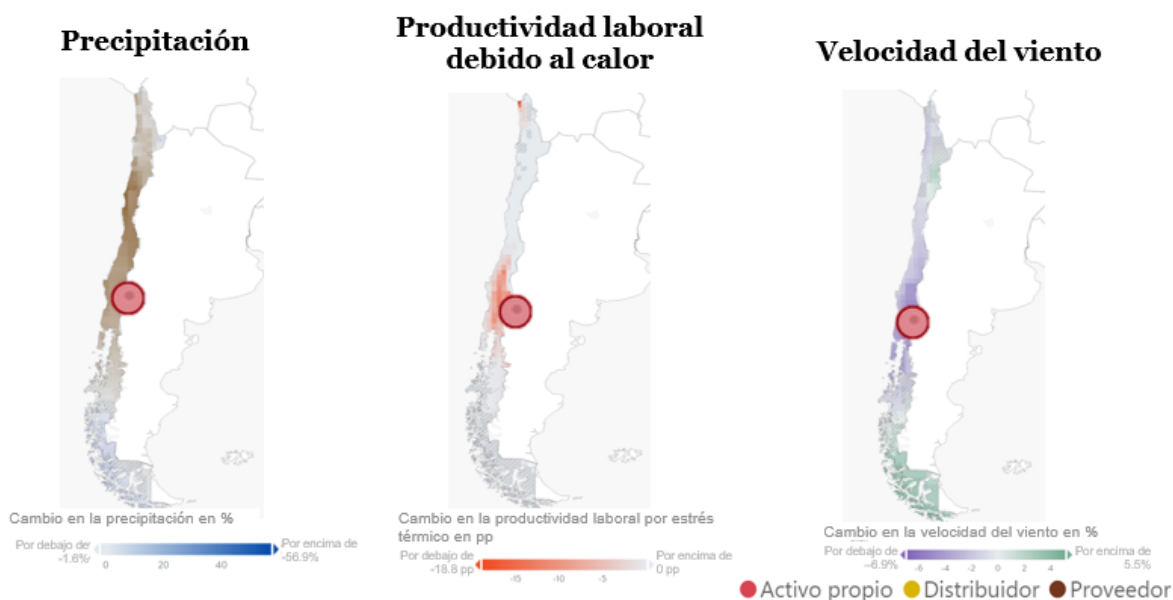 Precipitación
Productividad laboral
debido al calor
Velocidad del viento
Cambio en la precipitación en %
Por debajo de
-1.6%
0
20
40
Por encima de
-56.9%
Cambio en la productividad laboral por estrés
térmico en pp
Por debajo de
-18.8 pp
-15
-10
-5
Por encima de
0 pp
Cambio en la velocidad del viento en %
Por debajo de
-6.9%
-6
-4
-2
0
2
4
Por encima de
5.5%
Activo propio
Distribuidor
Proveedor